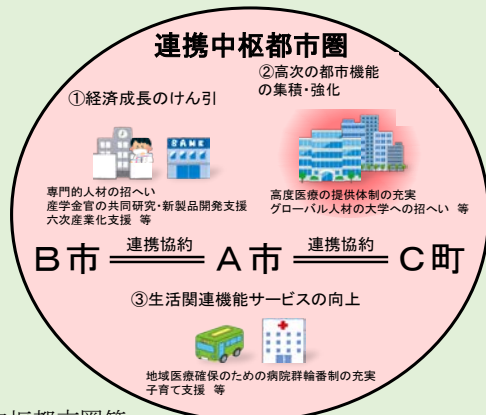 連携中枢都市圏
②高次の都市機能
の集積・強化
①経済成長のけん引
BANK
専門的人材の招へい
産学金官の共同研究・新製品開発支援
六次産業化支援 等
高度医療の提供体制の充実
グローバル人材の大学への招へい 等
B市 連携協約 A市 連携協約 C町
③生活関連機能サービスの向上
地域医療確保のための病院群輪番制の充実
子育て支援 等
中枢都市圏等